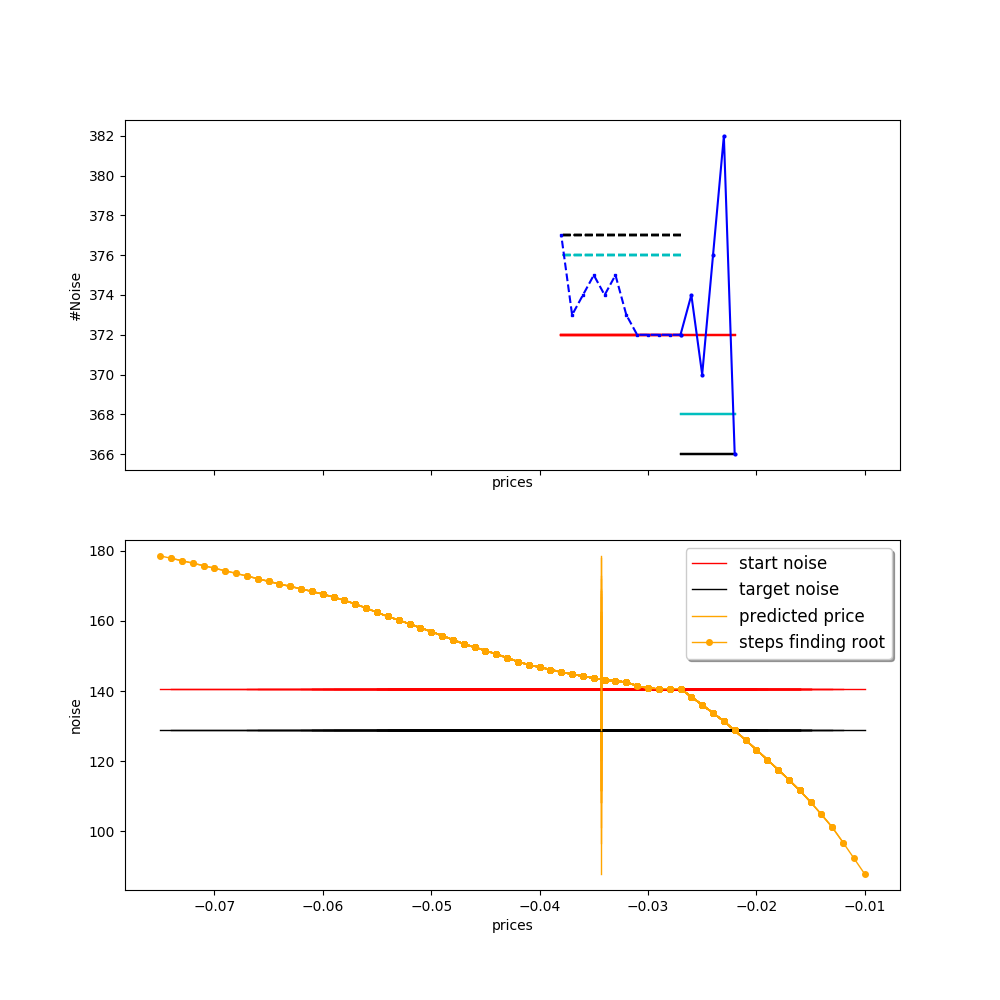 #Noise
382
380
378
376
374
372
370
368
366
prices
noise
180
160
140
120
100
start noise
target noise
predicted price
steps finding root
−0.07
−0.06
−0.05
−0.04
−0.03
−0.02
−0.01
prices